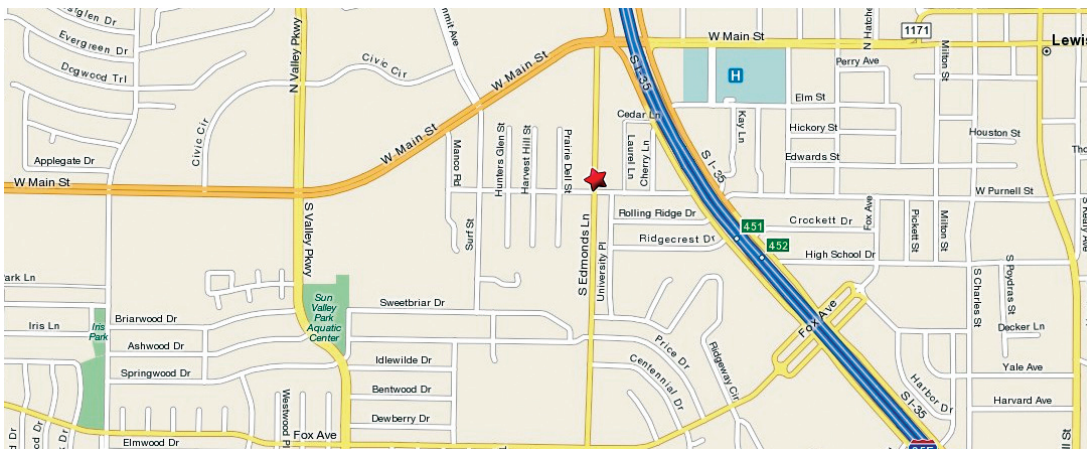 Evergreen Dr
Dogwood Trl
N Valley Pkwy
Civic Cir
Civic Cir
W Main St
S I-35
W Main St
1171
N Hatche
Lewis
Milton St
Perry Ave
H
Elm St
Cedar Ln
Kay Ln
Hickory St
Houston St
Edwards St
Applegate Dr
W Main St
Manco Rd
Hunters Glen St
Harvest Hill St
Prairie Dell St
Laurel Ln
Cherry Ln
S I-35
W Purnell St
S Valley Pkwy
Surf St
S Edmonds Ln
University Pl
Rolling Ridge Dr
Ridgecrest Dr
Crockett Dr
Fox Ave
Pickett St
Milton St
S Kealy Ave
451
452
High School Dr
S Charles St
S Poydras St
Park Ln
Iris Ln
Iris
Park
Briarwood Dr
Ashwood Dr
Springwood Dr
Sun
Valley
Park
Aquatic
Center
Sweetbriar Dr
Idlewilde Dr
Bentwood Dr
Dewberry Dr
Price Dr
Centennial Dr
Ridgeway Cir
Fox Ave
Decker Ln
Yale Ave
Harbor Dr
Harvard Ave
S I-35
Westwood Pl
Elmwood Dr
Fox Ave